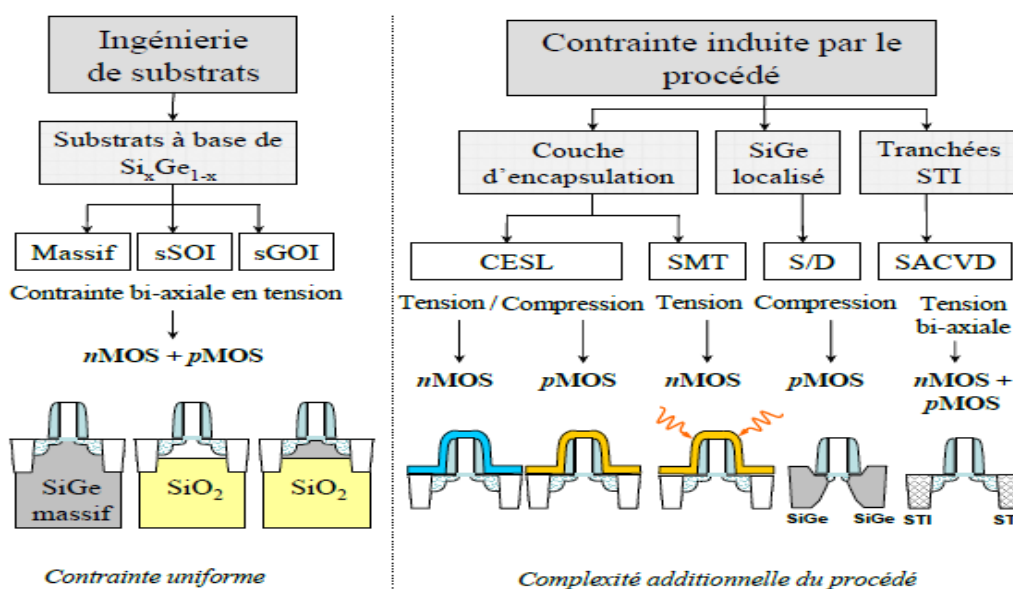 Ingénierie
de substrats
Substrats à base de
SiₓGe₁₋ₓ
Massif
sSOI
sGOI
Contrainte bi-axiale en tension
nMOS + pMOS
SiGe
massif
SiO₂
SiO₂
Contrainte uniforme
Contrainte induite par le
procédé
Couche
d'encapsulation
SiGe
localisé
Tranchées
STI
CESL
SMT
S/D
SACVD
Tension / Compression
Tension
Compression
Tension
bi-axiale
nMOS
pMOS
nMOS
pMOS
nMOS +
pMOS
SiGe
SiGe
STI
ST
Complexité additionnelle du procédé